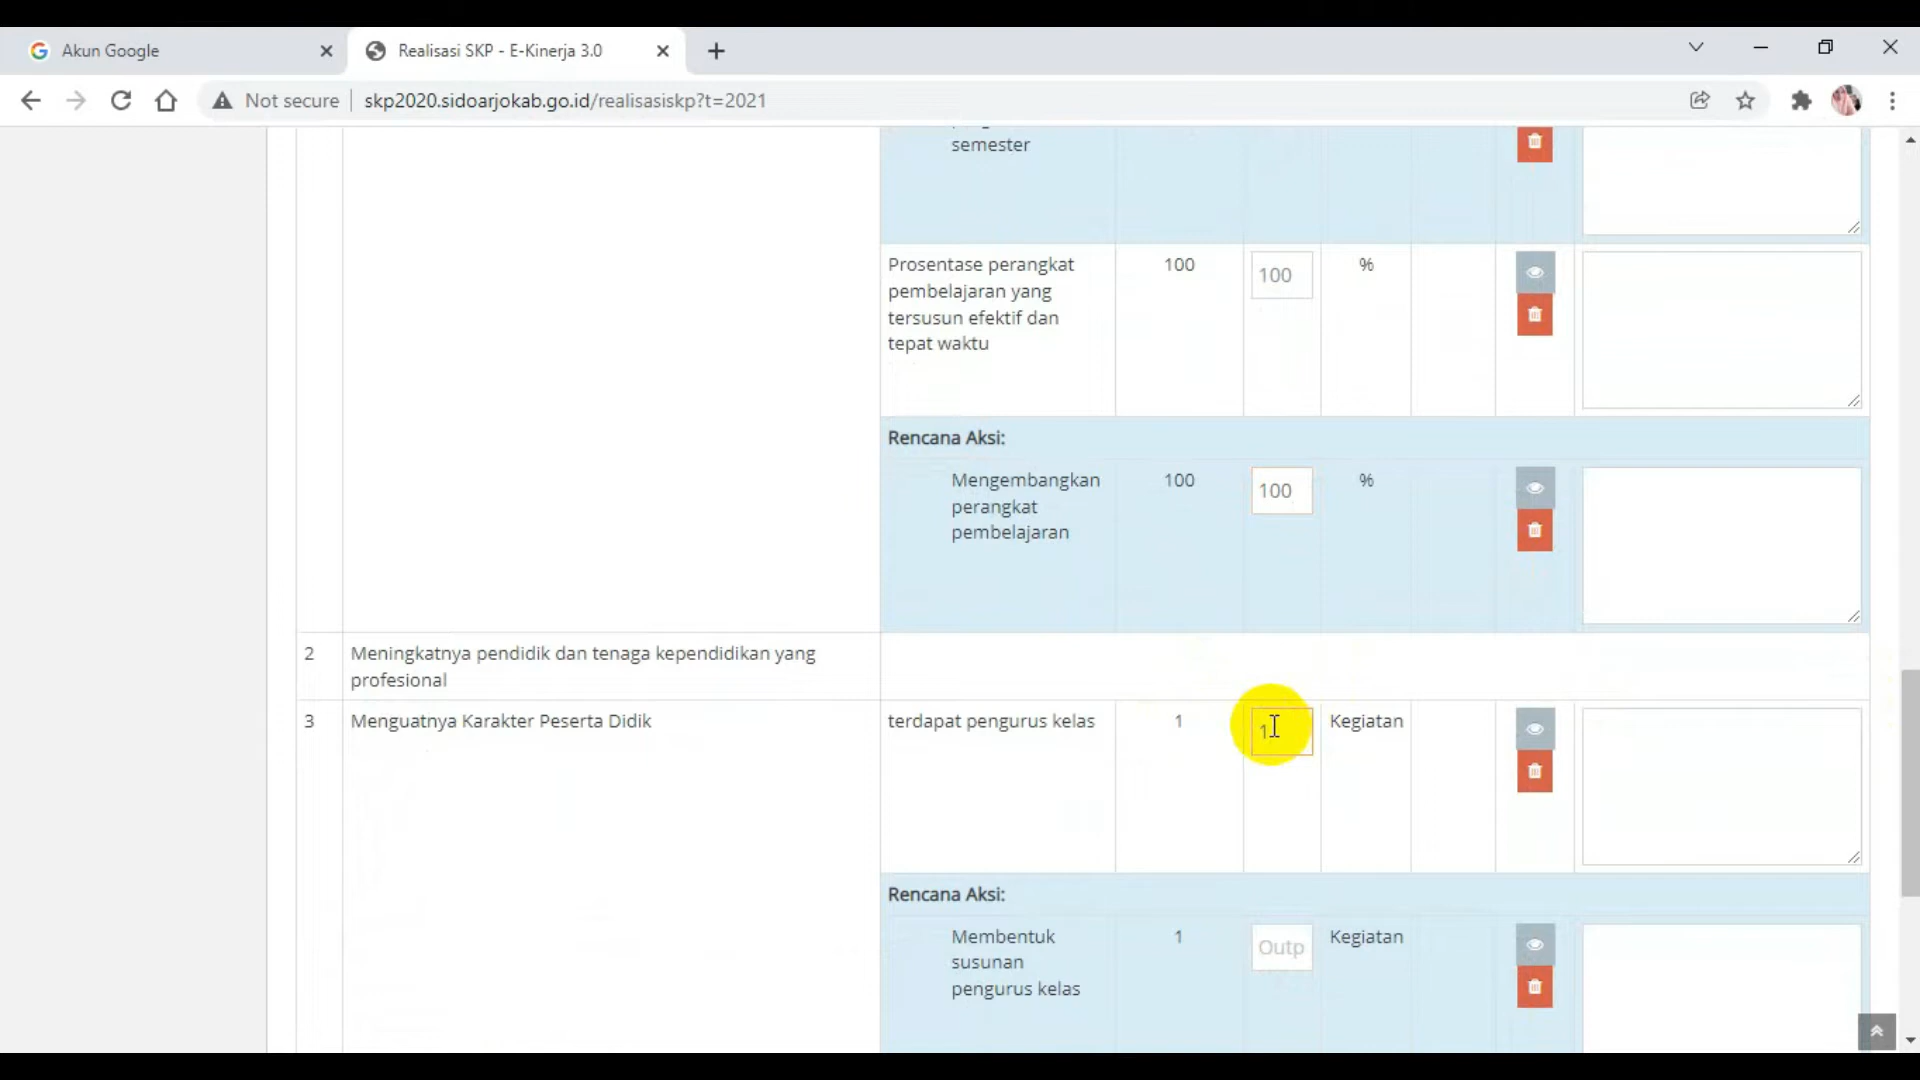 Akun Google
Realisasi SKP - E-Kinerja 3.0
Not secure
skp2020.sidoarjokab.go.id/realisasiskp?t=2021
semester
Prosentase perangkat
pembelajaran yang
tersusun efektif dan
tepat waktu
100
100
%
Rencana Aksi:
Mengembangkan
perangkat
pembelajaran
100
100
%
2
Meningkatnya pendidik dan tenaga kependidikan yang
profesional
3
Menguatnya Karakter Peserta Didik
terdapat pengurus kelas
1
1
Kegiatan
Rencana Aksi:
Membentuk
susunan
pengurus kelas
1
Outp
Kegiatan